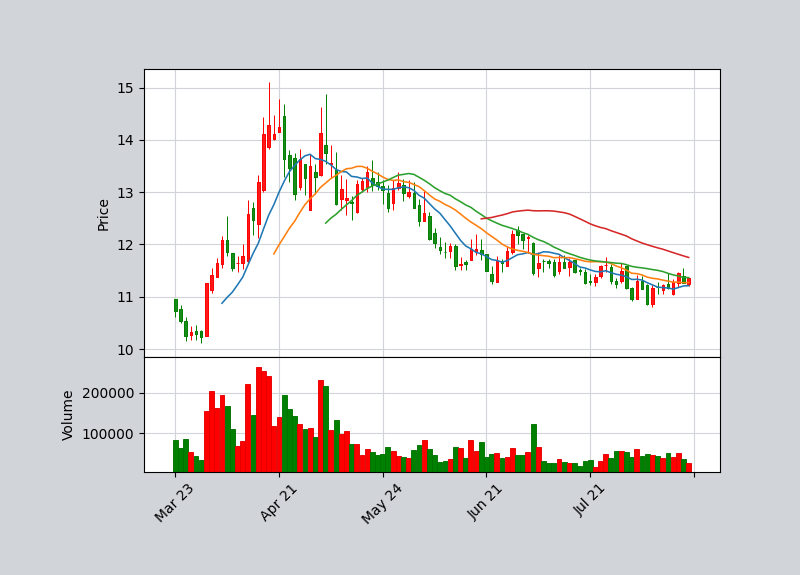 Price
15
14
13
12
11
10
Volume
200000
100000
Mar 23
Apr 21
May 24
Jun 21
Jul 21